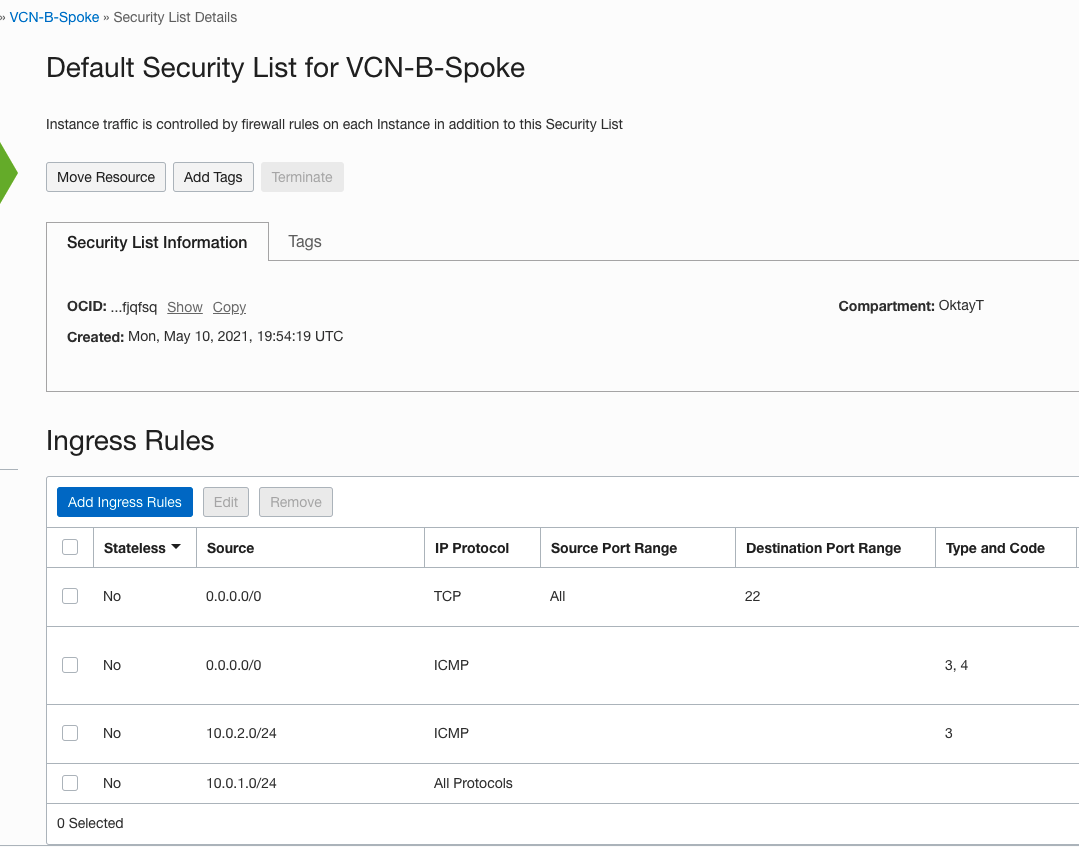 » VCN-B-Spoke » Security List Details
Default Security List for VCN-B-Spoke
Instance traffic is controlled by firewall rules on each Instance in addition to this Security List
Move Resource Add Tags Terminate
Security List Information Tags
OCID: ...fjqfsq Show Copy Compartment: OktayT
Created: Mon, May 10, 2021, 19:54:19 UTC
Ingress Rules
Add Ingress Rules Edit Remove
Stateless Source IP Protocol Source Port Range Destination Port Range Type and Code
No 0.0.0.0/0 TCP All 22
No 0.0.0.0/0 ICMP 3, 4
No 10.0.2.0/24 ICMP 3
No 10.0.1.0/24 All Protocols
0 Selected